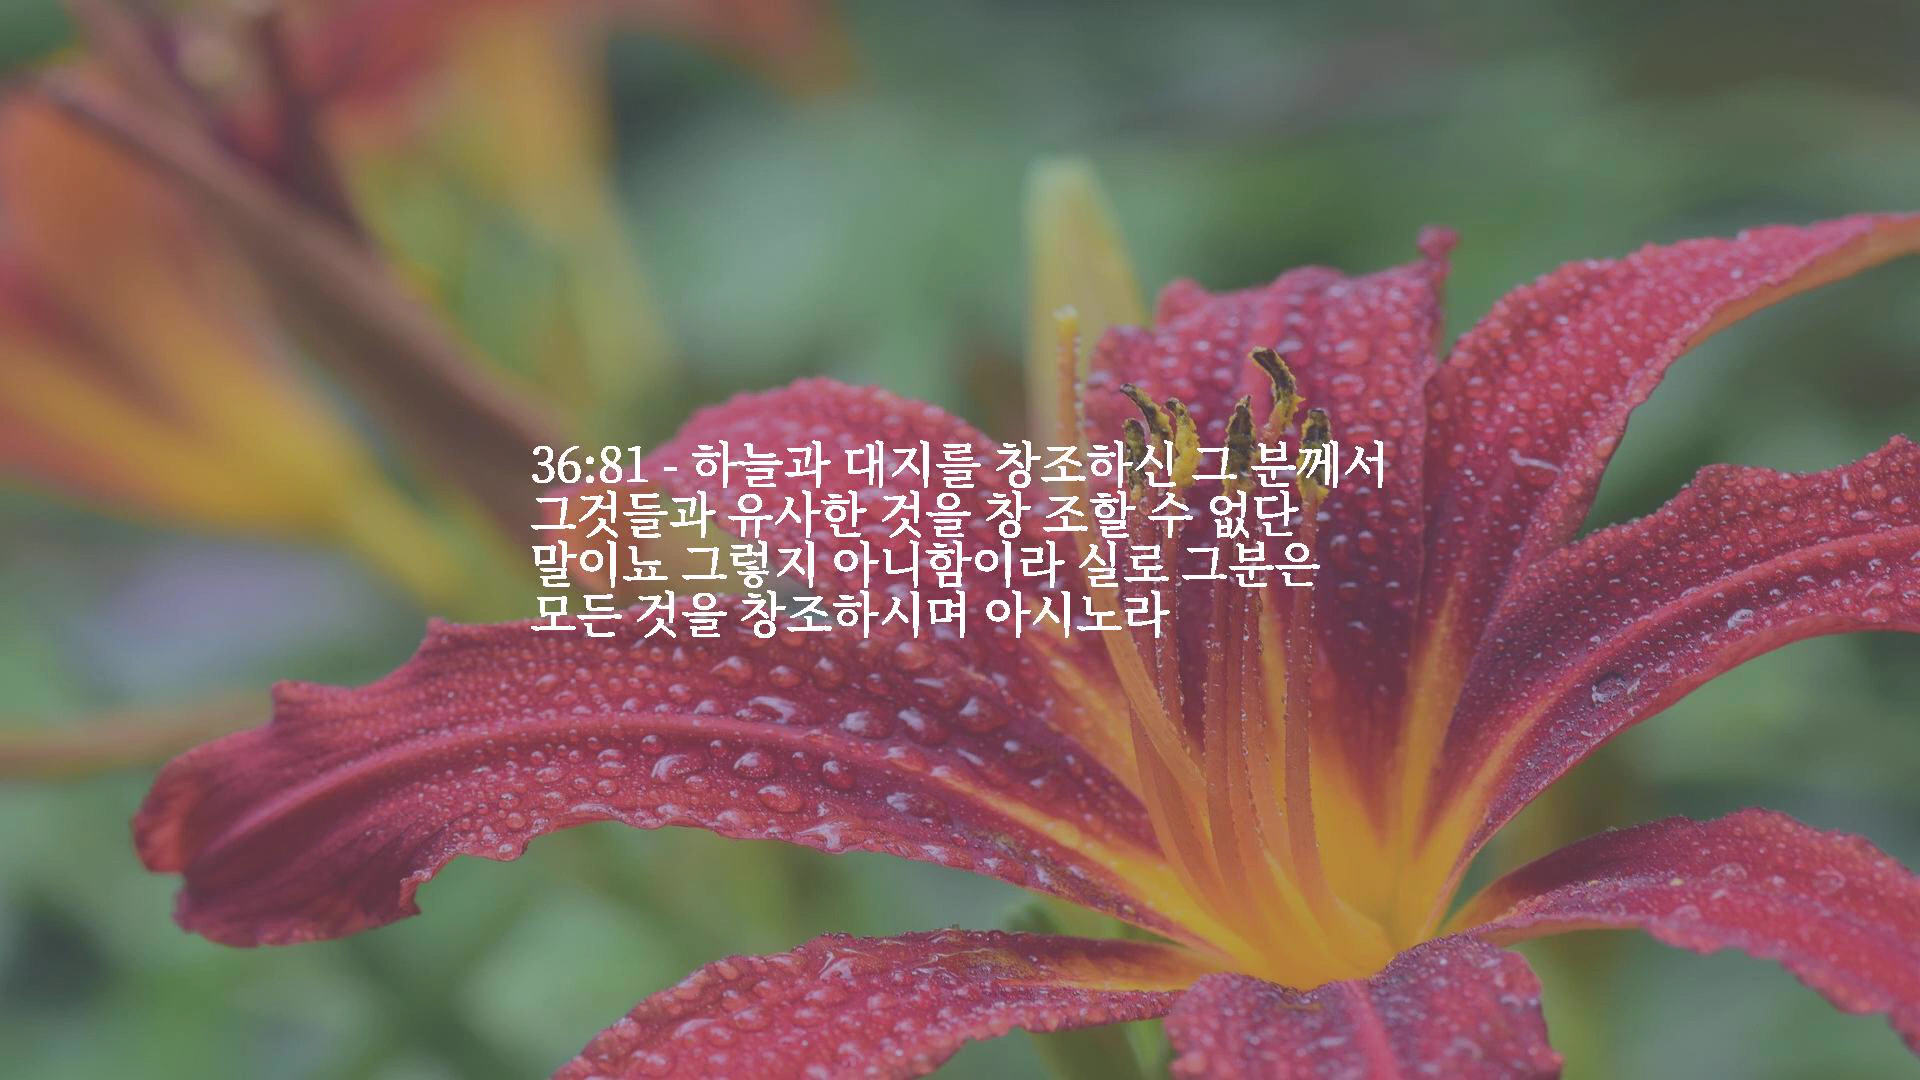 36:81 - 하늘과 대지를 창조하신 그 분께서
그것들과 유사한 것을 창 조할 수 없단
말이뇨 그렇지 아니함이라 실로 그분은
모든 것을 창조하시며 아시노라